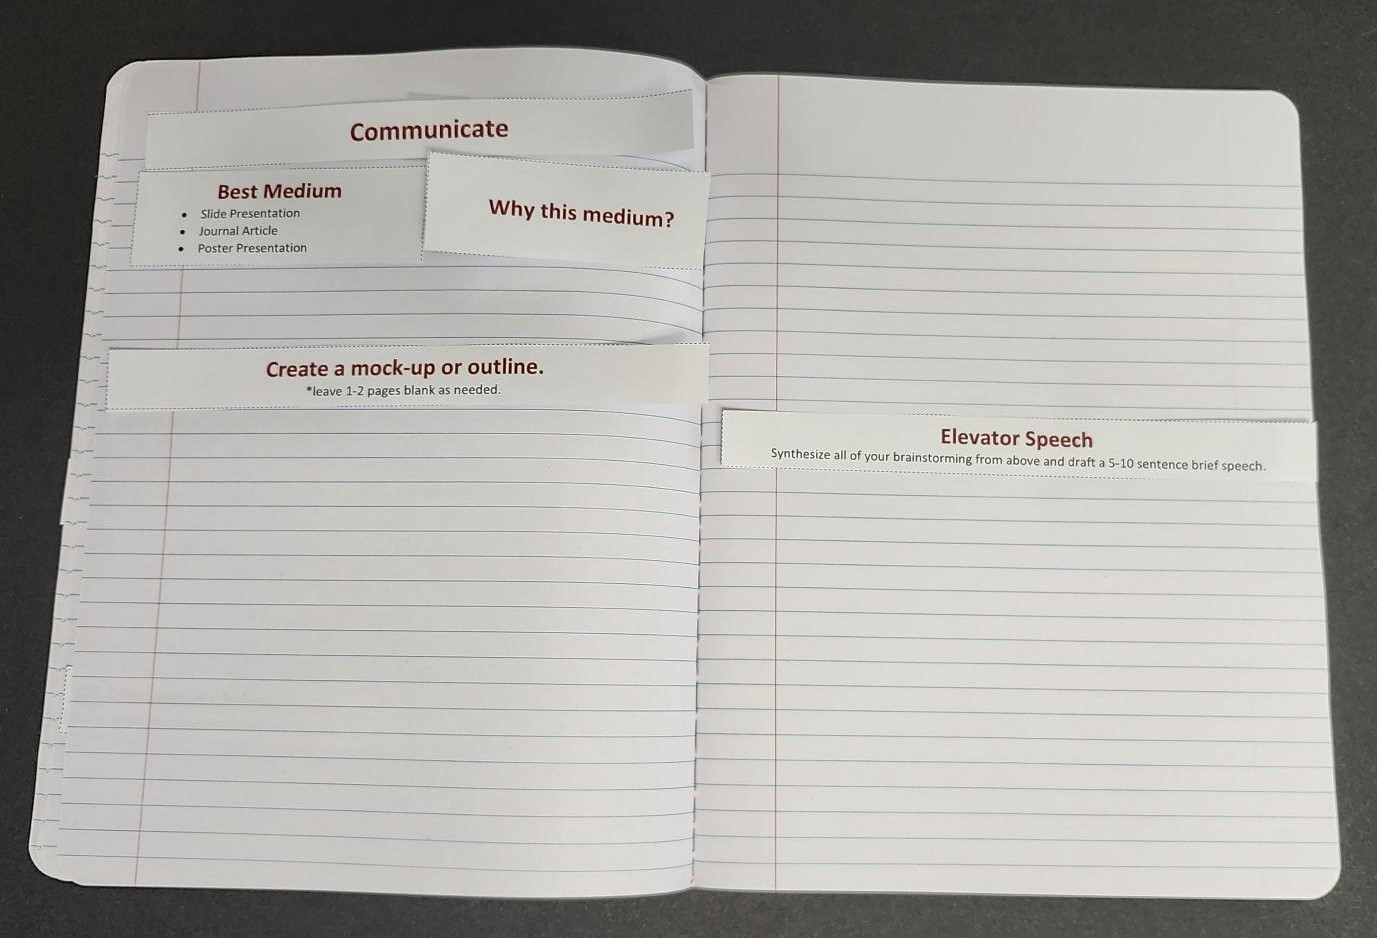 Communicate
Best Medium
• Slide Presentation
• Journal Article
• Poster Presentation
Why this medium?
Create a mock-up or outline.
*leave 1-2 pages blank as needed.
Elevator Speech
Synthesize all of your brainstorming from above and draft a 5-10 sentence brief speech.